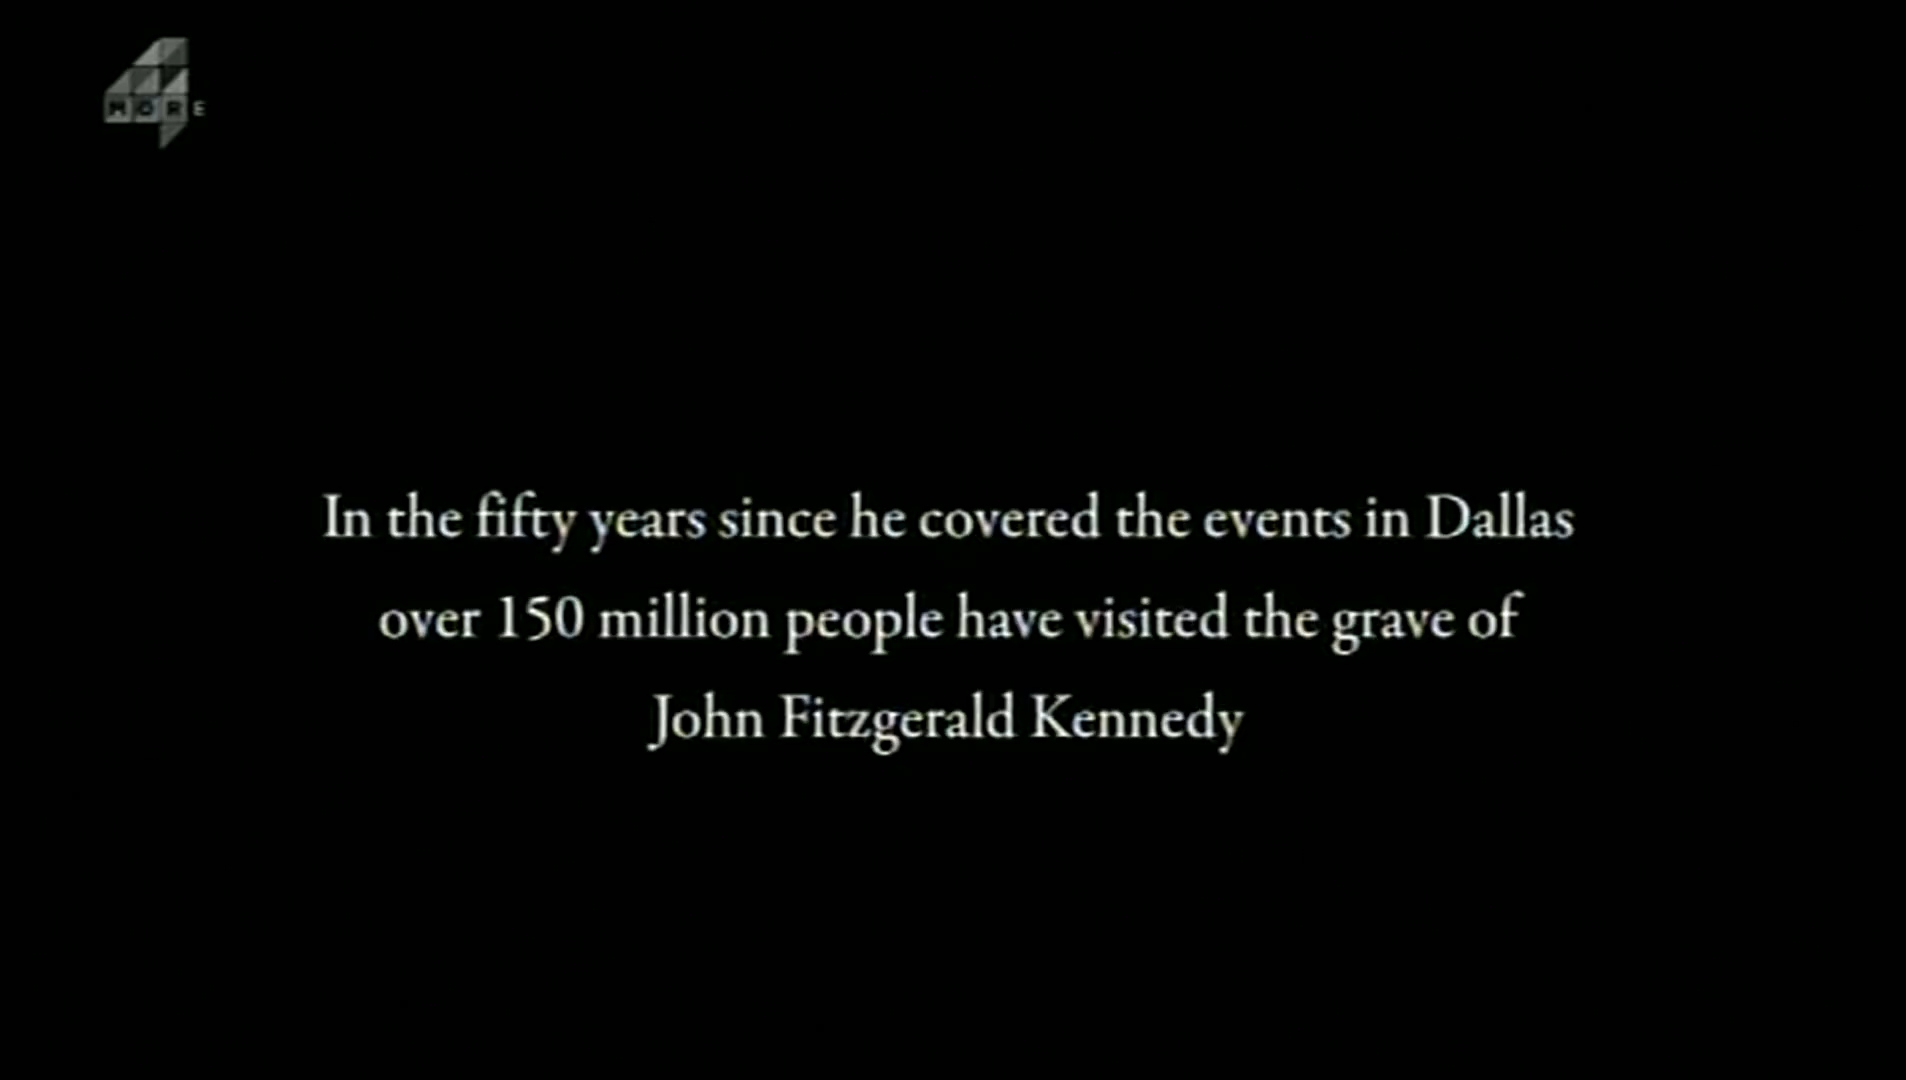 MORE
In the fifty years since he covered the events in Dallas
over 150 million people have visited the grave of
John Fitzgerald Kennedy